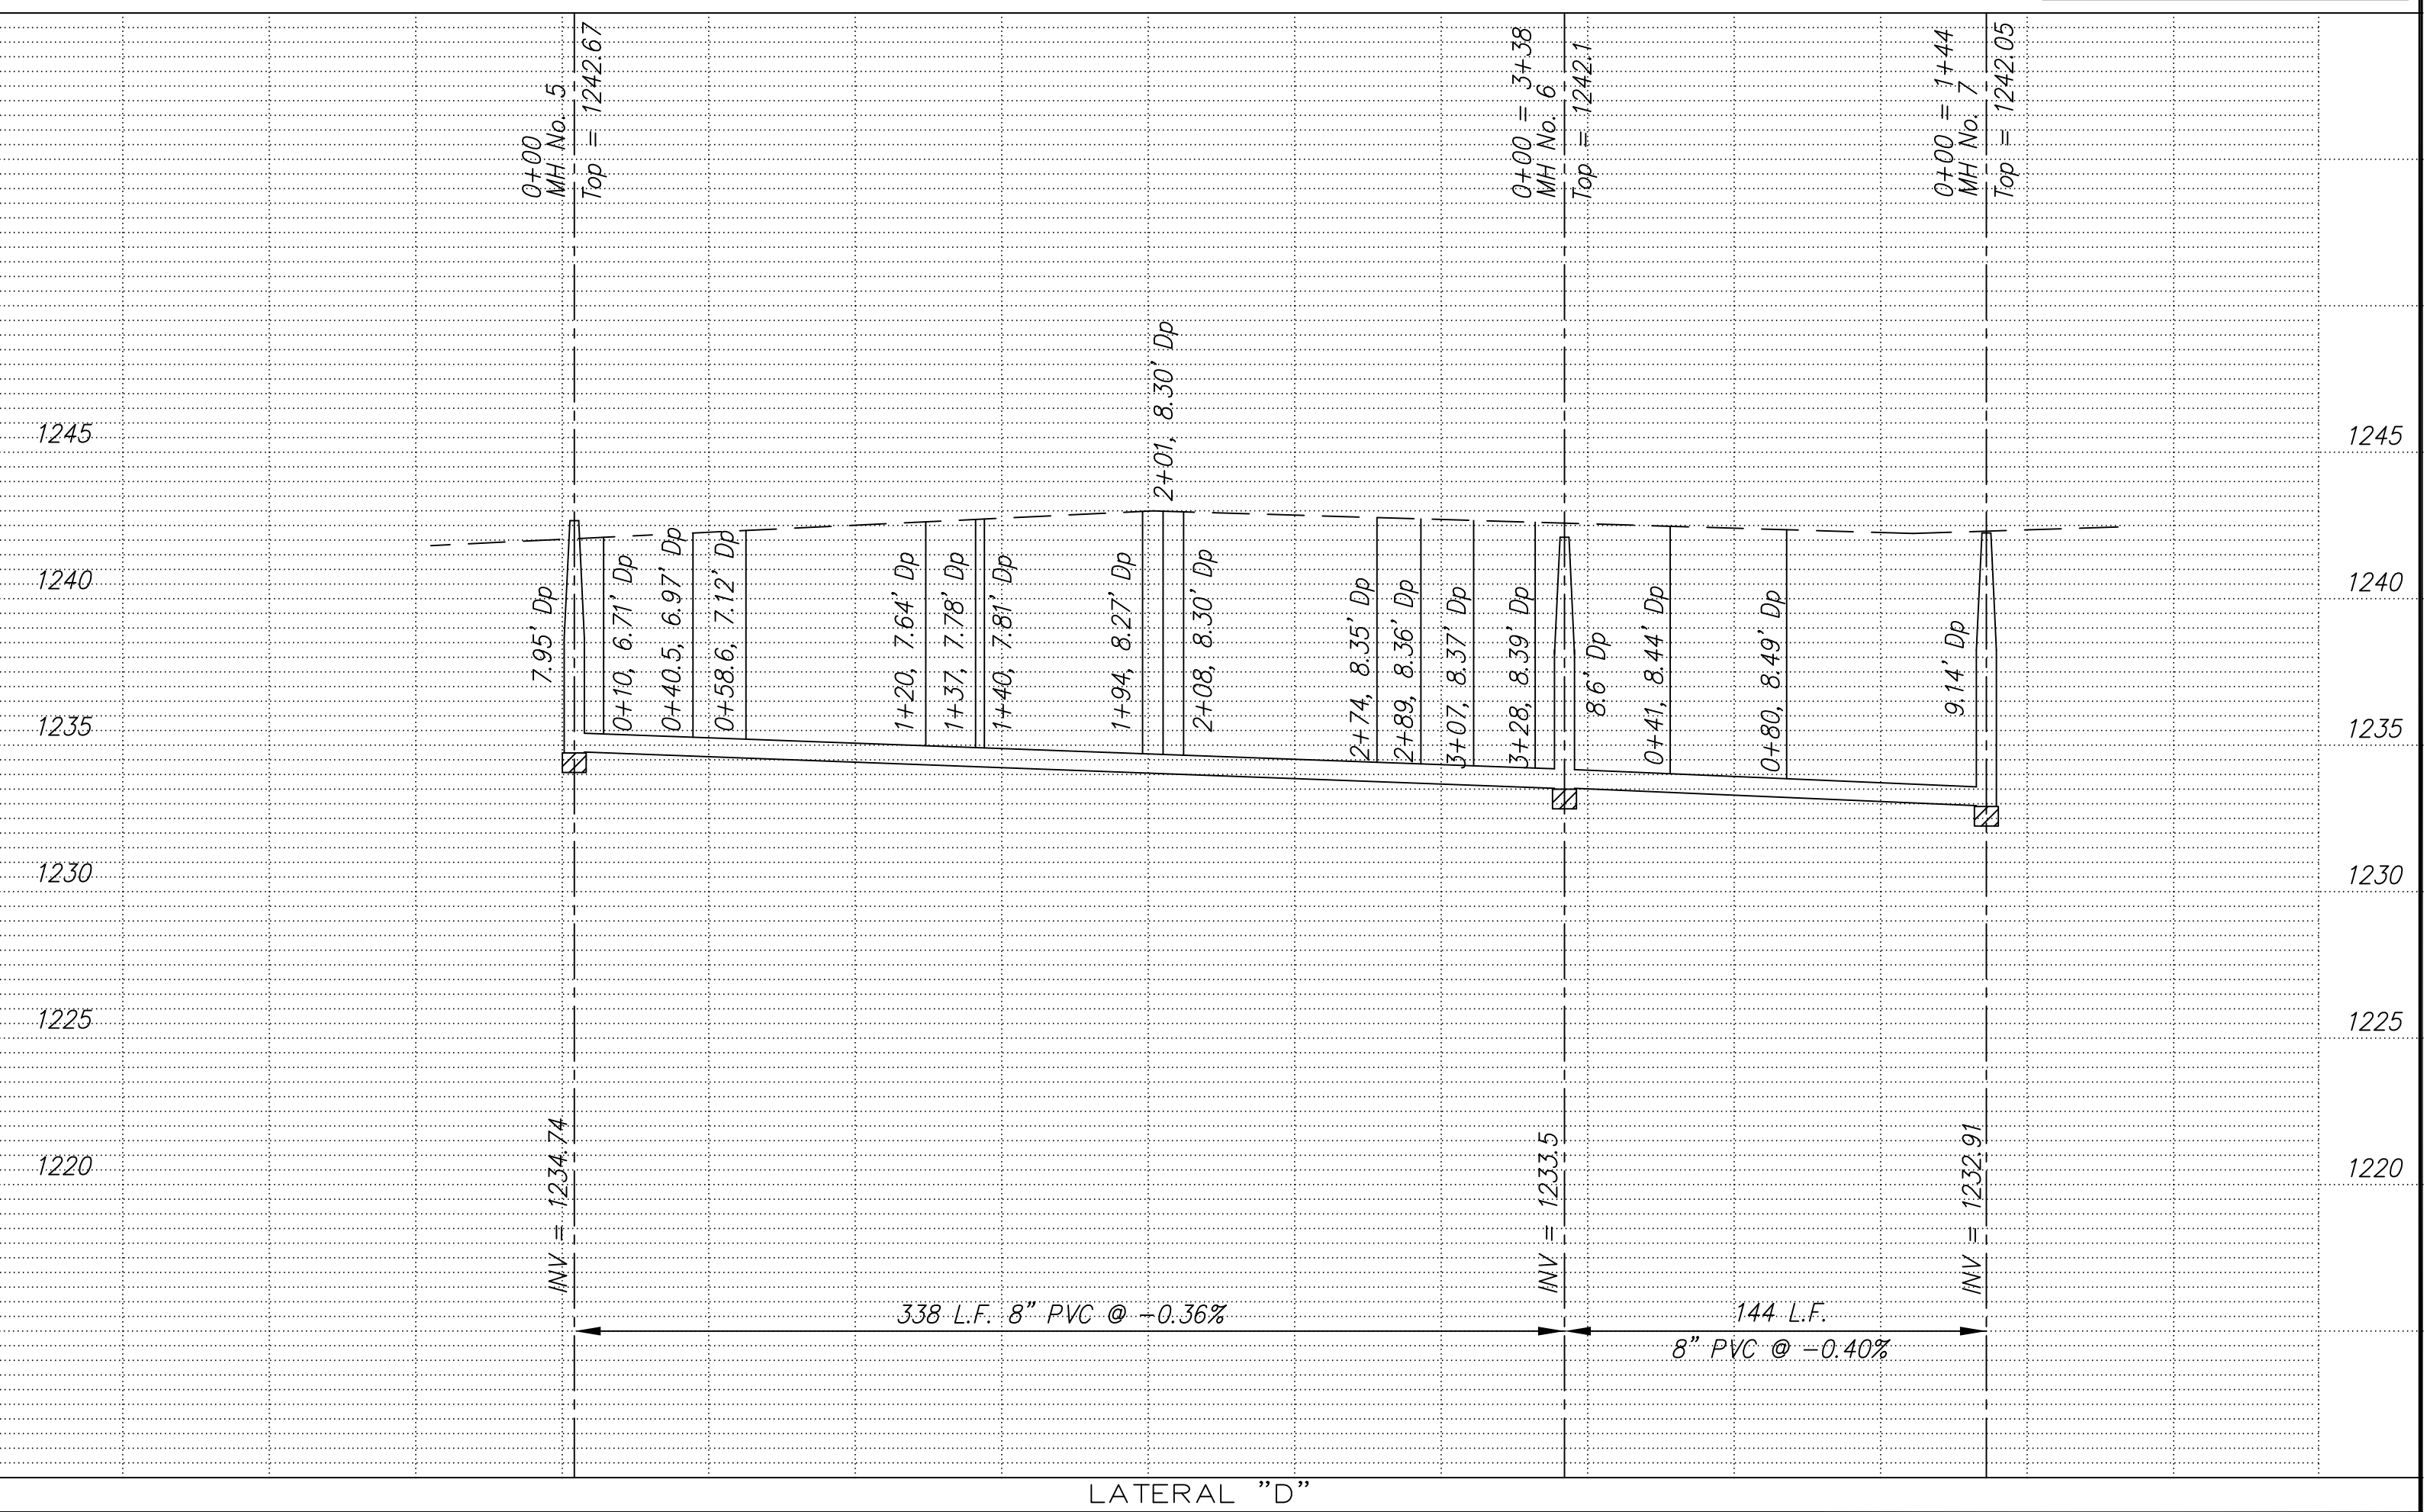 0+00
MH No. 5
Top = 1242.67
0+00 = 3+38
MH No. 6
Top = 1242.1
0+00 = 1+44
MH No. 7
Top = 1242.05
2+01, 8.30' Dp
1245
1245
1240
1240
1235
1235
1230
1230
1225
1225
1220
1220
7.95' Dp
0+10, 6.71' Dp
0+40.5, 6.97' Dp
0+58.6, 7.12' Dp
1+20, 7.64' Dp
1+37, 7.78' Dp
1+40, 7.81' Dp
1+94, 8.27' Dp
2+08, 8.30' Dp
2+74, 8.35' Dp
2+89, 8.36' Dp
3+07, 8.37' Dp
3+28, 8.39' Dp
8.6' Dp
0+41, 8.44' Dp
0+80, 8.49' Dp
9.14' Dp
INV = 1234.74
INV = 1233.5
INV = 1232.91
338 L.F. 8" PVC @ -0.36%
144 L.F.
8" PVC @ -0.40%
LATERAL "D"